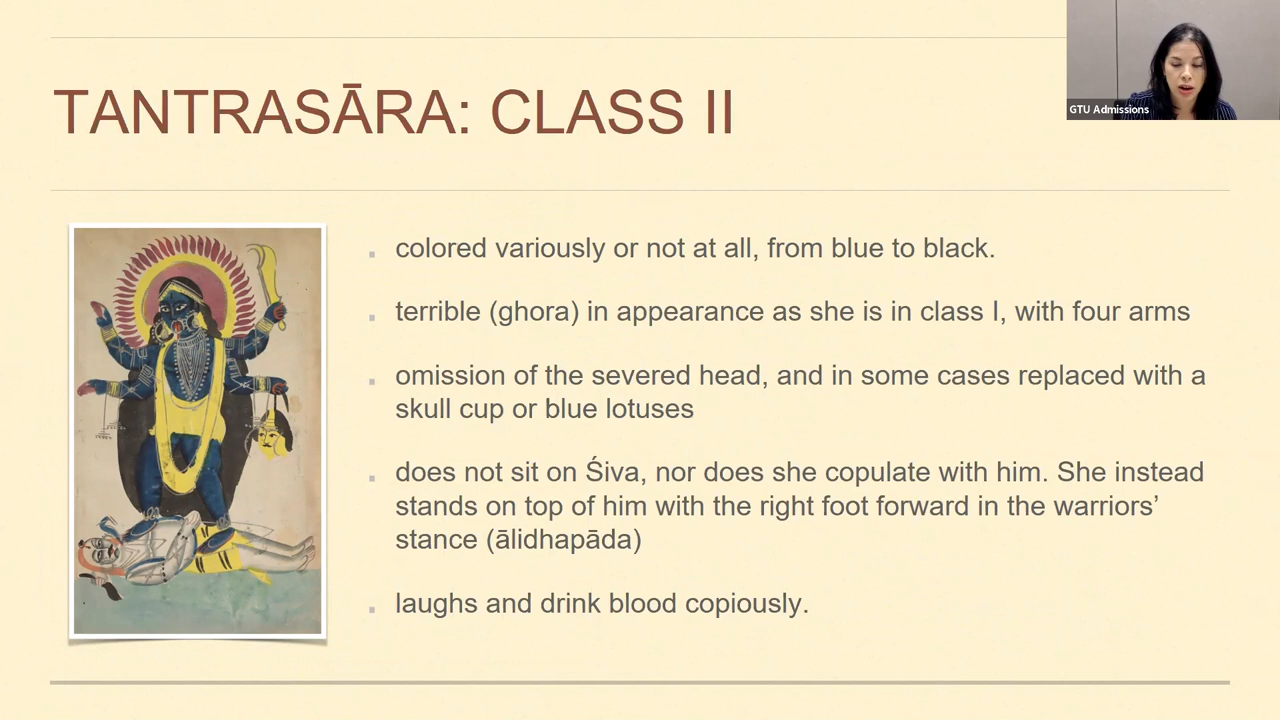 TANTRASĀRA: CLASS II
GTU Admissions
colored variously or not at all, from blue to black.
terrible (ghora) in appearance as she is in class I, with four arms
omission of the severed head, and in some cases replaced with a
skull cup or blue lotuses
does not sit on Śiva, nor does she copulate with him. She instead
stands on top of him with the right foot forward in the warriors’
stance (ālidhapāda)
laughs and drink blood copiously.